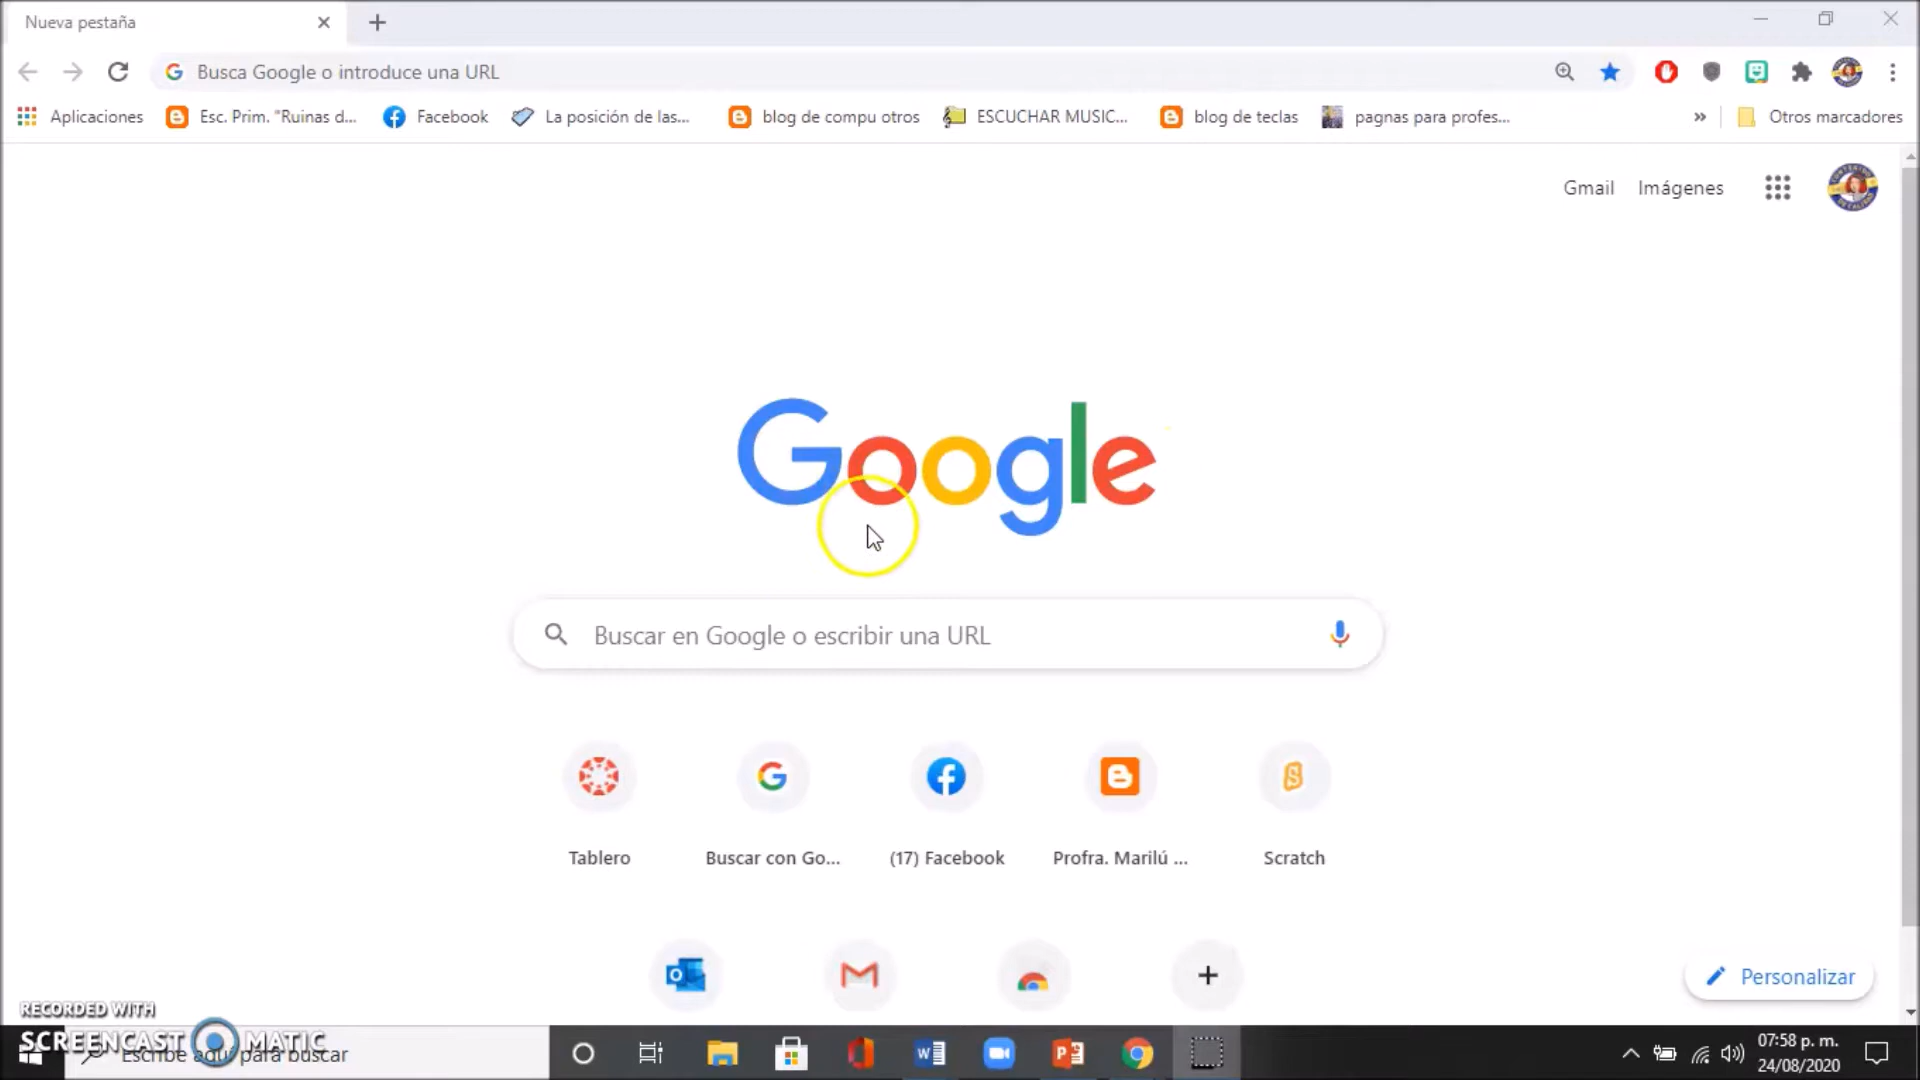 Nueva pestaña
Busca Google o introduce una URL
Aplicaciones Esc. Prim. "Ruinas d... Facebook La posición de las... blog de compu otros ESCUCHAR MUSIC... blog de teclas pagnas para profes... » Otros marcadores
Gmail Imágenes
Google
Buscar en Google o escribir una URL
Tablero Buscar con Go... (17) Facebook Profra. Marilú ... Scratch
Personalizar
RECORDED WITH
SCREENCAST MATIC
Escribe aquí para buscar
07:58 p. m.
24/08/2020